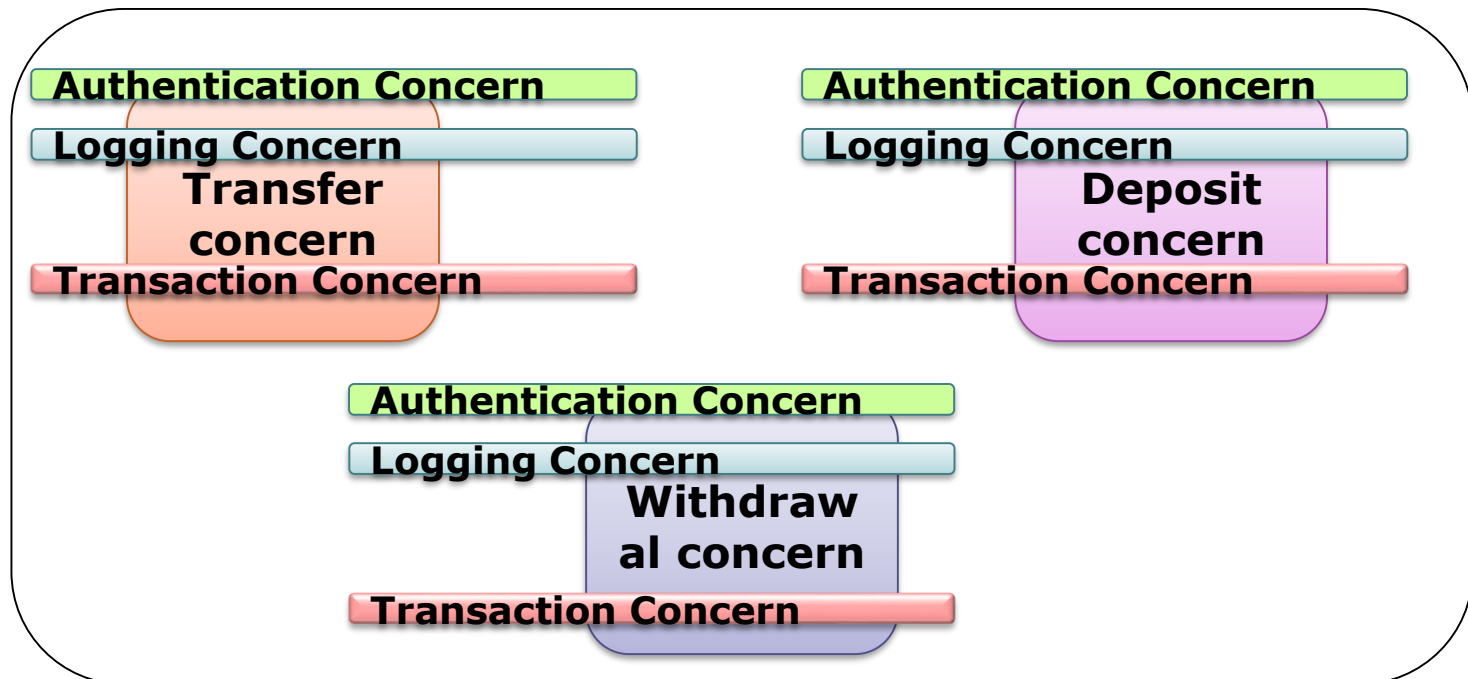 Authentication Concern
Logging Concern
Transfer
concern
Transaction Concern
Authentication Concern
Logging Concern
Deposit
concern
Transaction Concern
Authentication Concern
Logging Concern
Withdraw
al concern
Transaction Concern